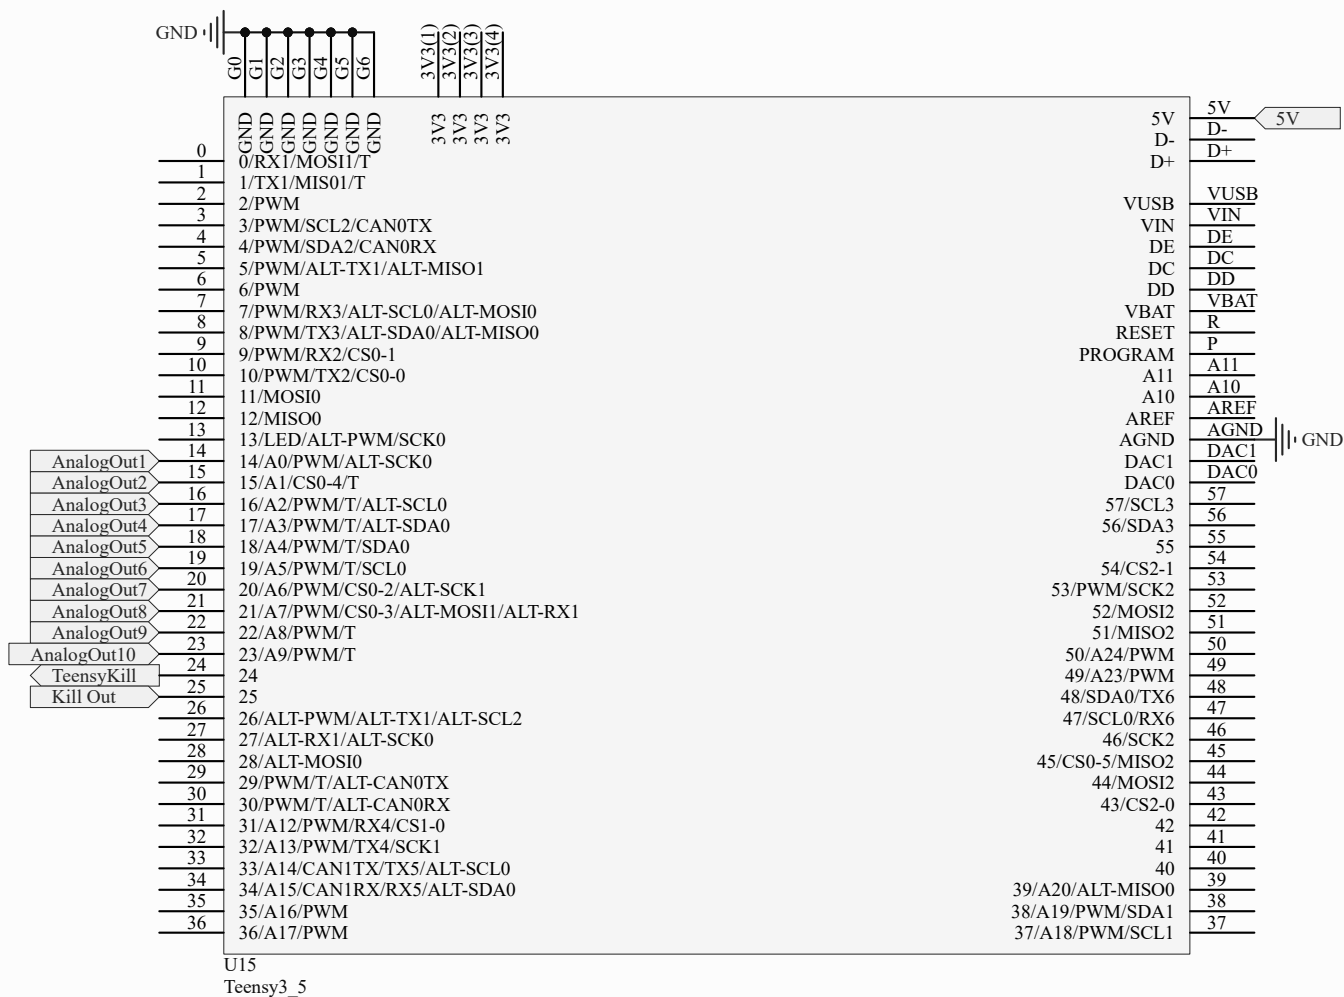 GND
G0 G1 G2 G3 G4 G5 G6 3V3(1) 3V3(2) 3V3(3) 3V3(4)
GND GND GND GND GND GND GND 3V3 3V3 3V3 3V3
5V 5V 5V
D- D-
0 0/RX1/MOSI1/T D+ D+
1 1/TX1/MIS01/T
2 2/PWM VUSB VUSB
3 3/PWM/SCL2/CAN0TX VIN VIN
4 4/PWM/SDA2/CAN0RX DE DE
5 5/PWM/ALT-TX1/ALT-MISO1 DC DC
6 6/PWM DD DD
7 7/PWM/RX3/ALT-SCL0/ALT-MOSI0 VBAT VBAT
8 8/PWM/TX3/ALT-SDA0/ALT-MISO0 RESET R
9 9/PWM/RX2/CS0-1 PROGRAM P
10 10/PWM/TX2/CS0-0 A11 A11
11 11/MOSI0 A10 A10
12 12/MISO0 AREF AREF
13 13/LED/ALT-PWM/SCK0 AGND AGND GND
AnalogOut1 14 14/A0/PWM/ALT-SCK0 DAC1 DAC1
AnalogOut2 15 15/A1/CS0-4/T DAC0 DAC0
AnalogOut3 16 16/A2/PWM/T/ALT-SCL0 57/SCL3 57
AnalogOut4 17 17/A3/PWM/T/ALT-SDA0 56/SDA3 56
AnalogOut5 18 18/A4/PWM/T/SDA0 55 55
AnalogOut6 19 19/A5/PWM/T/SCL0 54/CS2-1 54
AnalogOut7 20 20/A6/PWM/CS0-2/ALT-SCK1 53/PWM/SCK2 53
AnalogOut8 21 21/A7/PWM/CS0-3/ALT-MOSI1/ALT-RX1 52/MOSI2 52
AnalogOut9 22 22/A8/PWM/T 51/MISO2 51
AnalogOut10 23 23/A9/PWM/T 50/A24/PWM 50
TeensyKill 24 24 49/A23/PWM 49
Kill Out 25 25 48/SDA0/TX6 48
26 26/ALT-PWM/ALT-TX1/ALT-SCL2 47/SCL0/RX6 47
27 27/ALT-RX1/ALT-SCK0 46/SCK2 46
28 28/ALT-MOSI0 45/CS0-5/MISO2 45
29 29/PWM/T/ALT-CAN0TX 44/MOSI2 44
30 30/PWM/T/ALT-CAN0RX 43/CS2-0 43
31 31/A12/PWM/RX4/CS1-0 42 42
32 32/A13/PWM/TX4/SCK1 41 41
33 33/A14/CAN1TX/TX5/ALT-SCL0 40 40
34 34/A15/CAN1RX/RX5/ALT-SDA0 39/A20/ALT-MISO0 39
35 35/A16/PWM 38/A19/PWM/SDA1 38
36 36/A17/PWM 37/A18/PWM/SCL1 37
U15
Teensy3_5